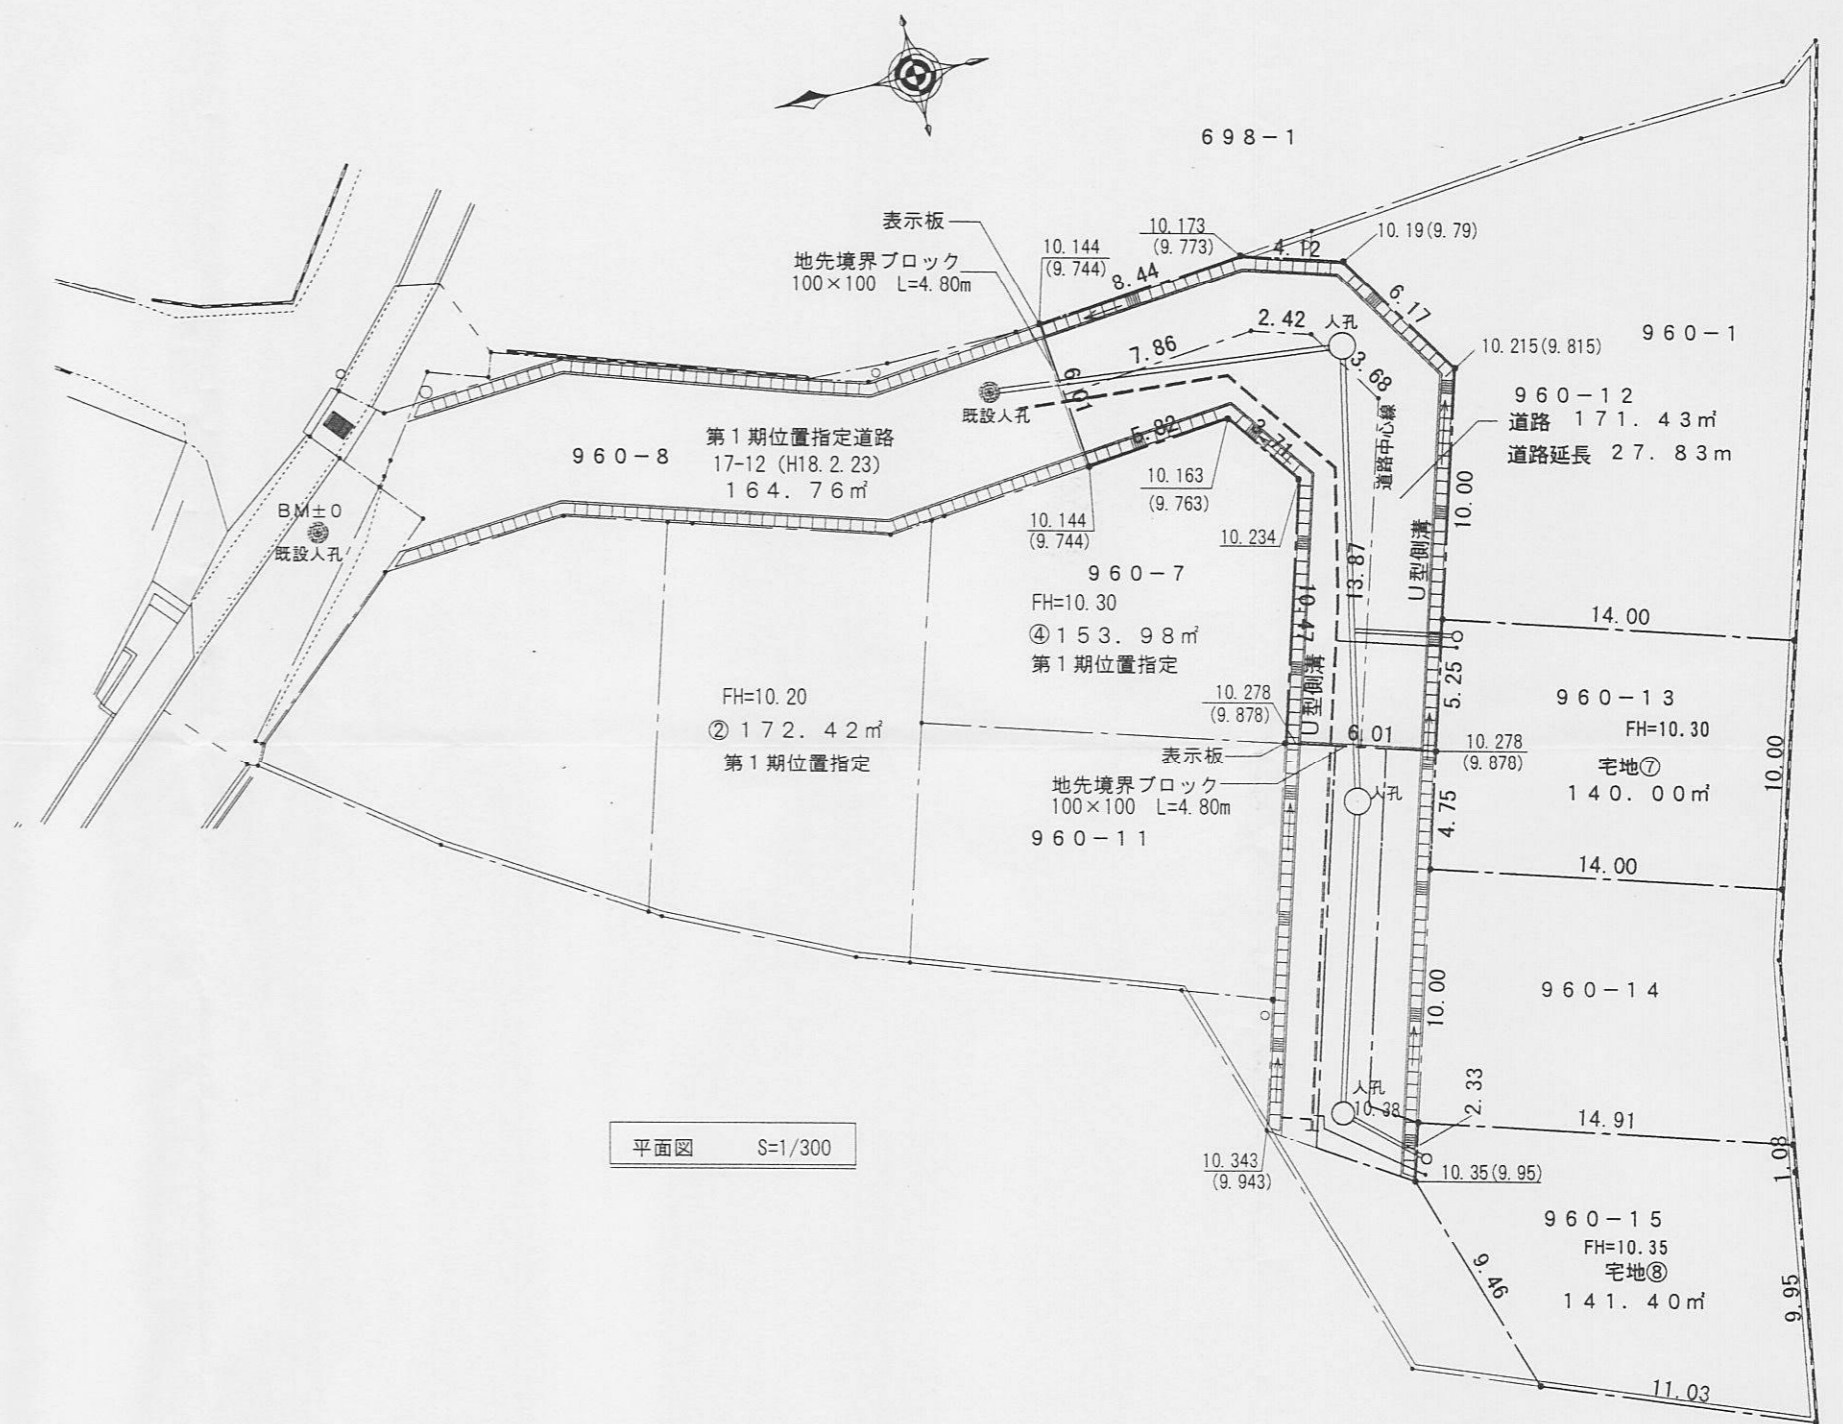 698-1
表示板
地先境界ブロック
100×100 L=4.80m
10.144
(9.744)
10.173
(9.773)
4.12
10.19(9.79)
8.44
6.17
2.42
人孔
7.86
3.68
960-1
10.215(9.815)
960-12
道路 171.43㎡
道路延長 27.83m
6.01
既設人孔
道路中心線
第1期位置指定道路
17-12 (H18.2.23)
164.76㎡
960-8
5.82
3.71
10.163
(9.763)
10.144
(9.744)
10.234
BM±0
既設人孔
10.00
U型側溝
13.87
10.47
U型側溝
960-7
FH=10.30
④153.98㎡
第1期位置指定
14.00
5.25
10.278
(9.878)
FH=10.20
②172.42㎡
第1期位置指定
960-13
FH=10.30
宅地⑦
140.00㎡
10.00
6.01
10.278
(9.878)
表示板
地先境界ブロック
100×100 L=4.80m
960-11
人孔
4.75
14.00
960-14
10.00
人孔
10.38
2.33
14.91
1.08
平面図 S=1/300
10.343
(9.943)
10.35(9.95)
960-15
FH=10.35
宅地⑧
141.40㎡
9.46
9.95
11.03